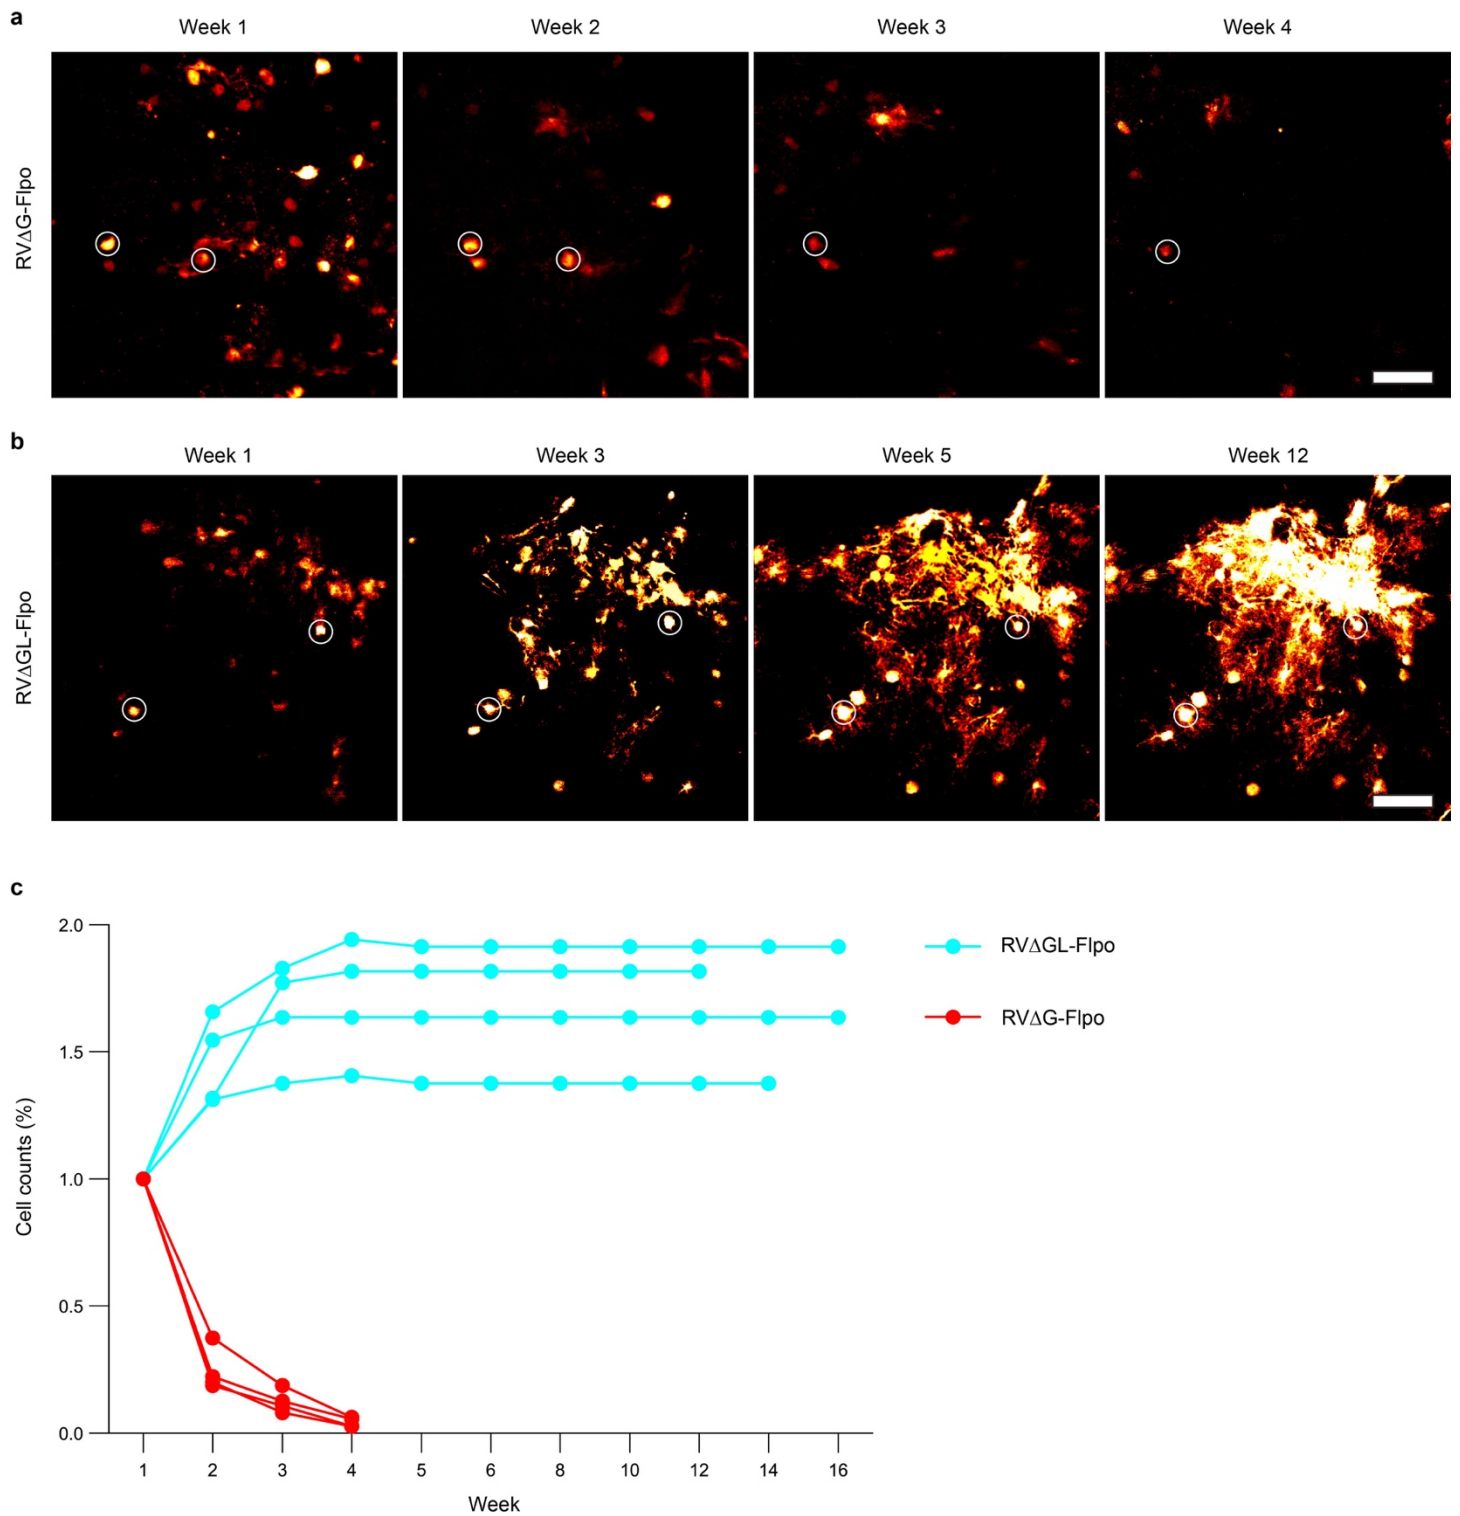 a
Week 1 Week 2 Week 3 Week 4
RVΔG-Flpo
b
Week 1 Week 3 Week 5 Week 12
RVΔGL-Flpo
c
2.0
1.5
1.0
0.5
0.0
Cell counts (%)
1 2 3 4 5 6 8 10 12 14 16
Week
RVΔGL-Flpo
RVΔG-Flpo